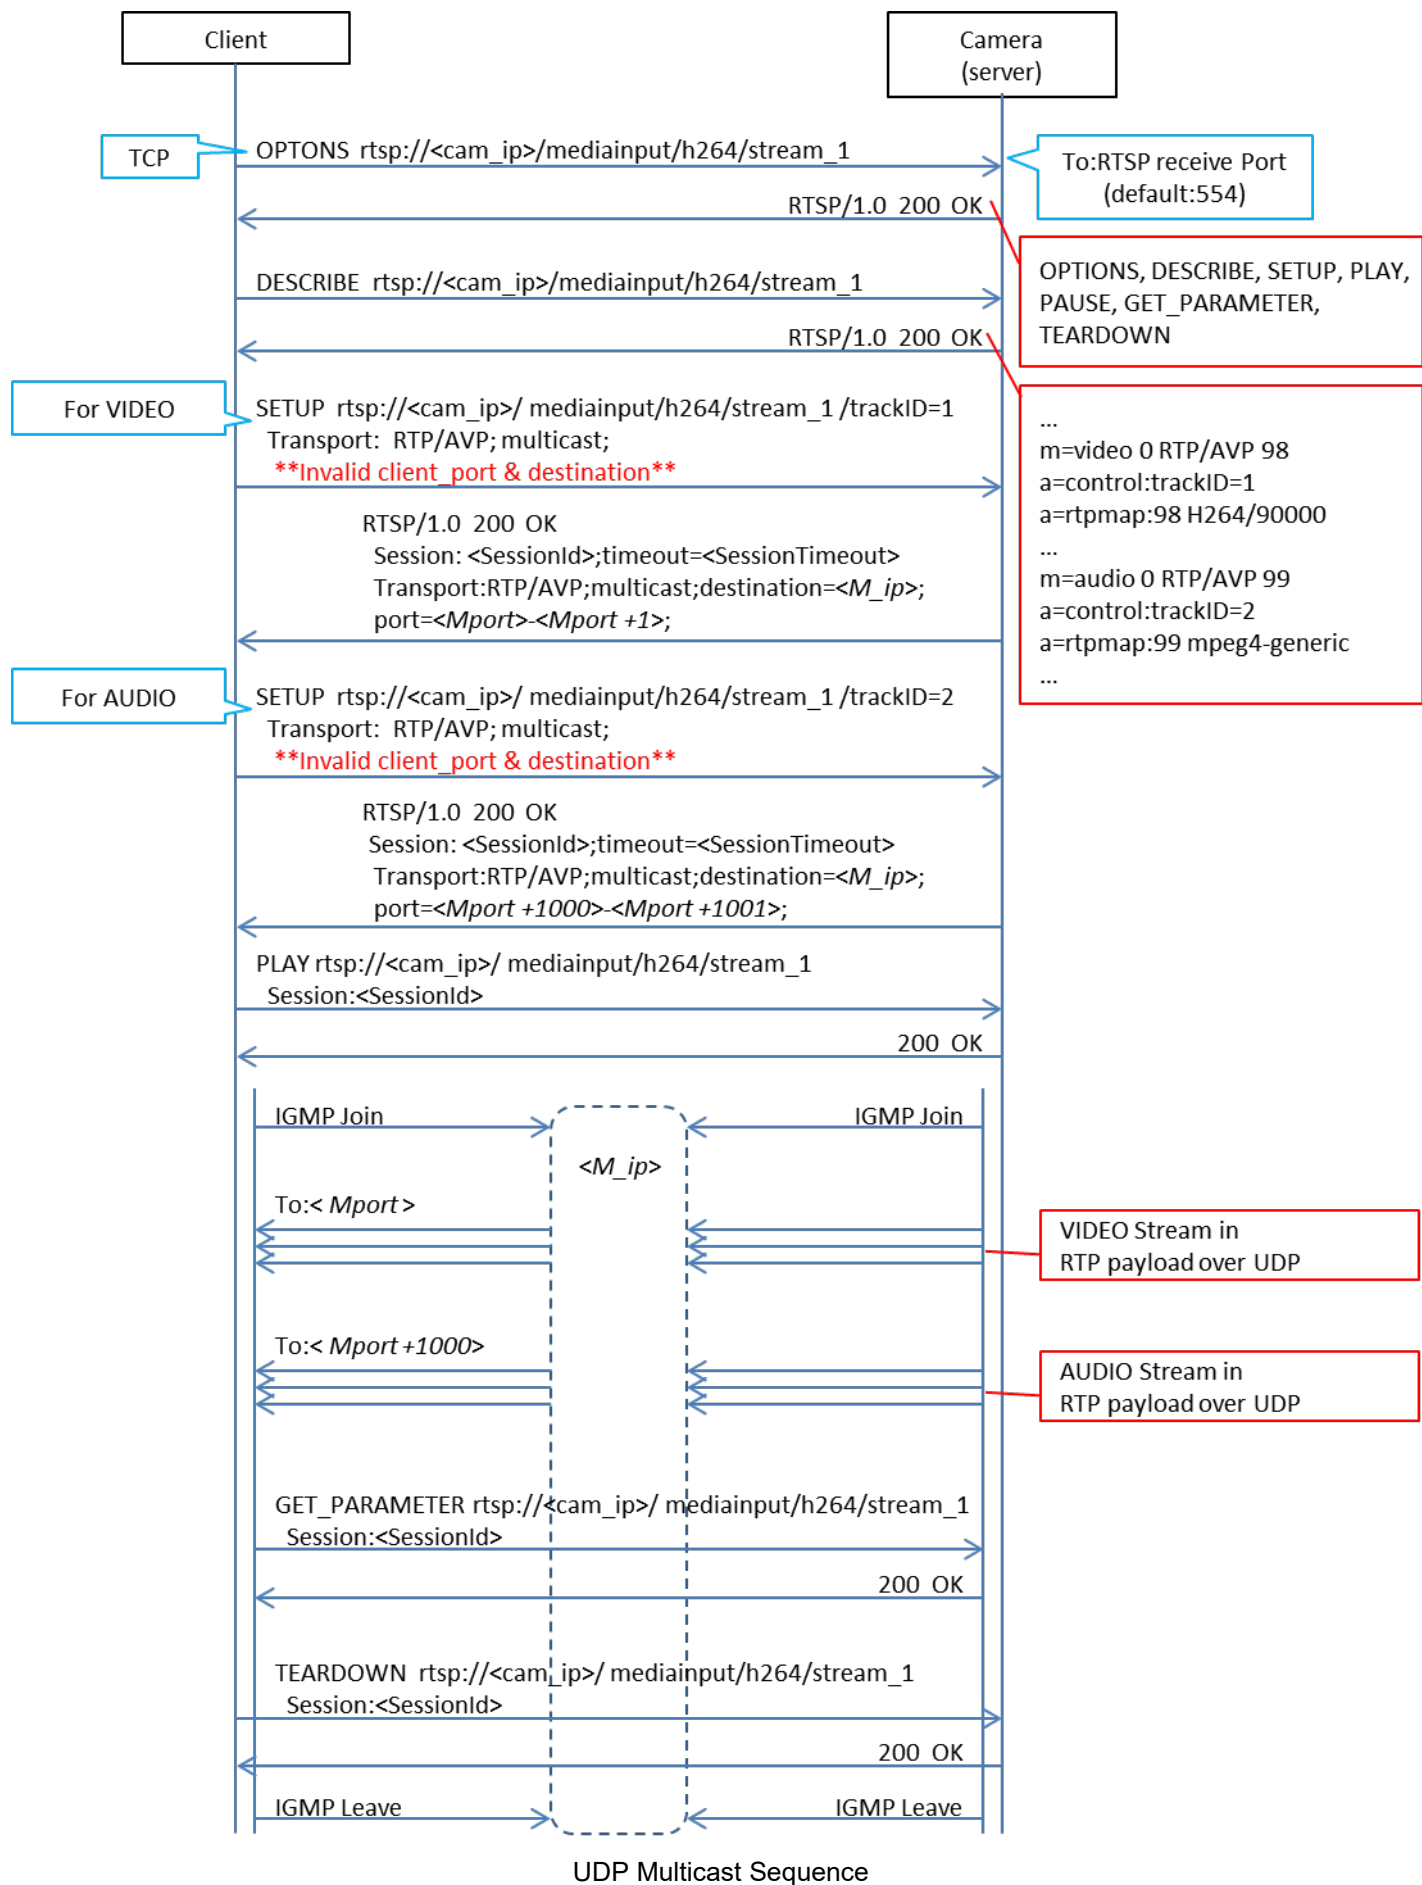 Client
Camera
(server)
TCP
OPTONS rtsp://<cam_ip>/mediainput/h264/stream_1
To:RTSP receive Port
(default:554)
RTSP/1.0 200 OK
OPTIONS, DESCRIBE, SETUP, PLAY,
PAUSE, GET_PARAMETER,
TEARDOWN
DESCRIBE rtsp://<cam_ip>/mediainput/h264/stream_1
RTSP/1.0 200 OK
...
m=video 0 RTP/AVP 98
a=control:trackID=1
a=rtpmap:98 H264/90000
...
m=audio 0 RTP/AVP 99
a=control:trackID=2
a=rtpmap:99 mpeg4-generic
...
For VIDEO
SETUP rtsp://<cam_ip>/ mediainput/h264/stream_1 /trackID=1
Transport: RTP/AVP; multicast;
**Invalid client_port & destination**
RTSP/1.0 200 OK
Session: <SessionId>;timeout=<SessionTimeout>
Transport:RTP/AVP;multicast;destination=<M_ip>;
port=<Mport>-<Mport +1>;
For AUDIO
SETUP rtsp://<cam_ip>/ mediainput/h264/stream_1 /trackID=2
Transport: RTP/AVP; multicast;
**Invalid client_port & destination**
RTSP/1.0 200 OK
Session: <SessionId>;timeout=<SessionTimeout>
Transport:RTP/AVP;multicast;destination=<M_ip>;
port=<Mport +1000>-<Mport +1001>;
PLAY rtsp://<cam_ip>/ mediainput/h264/stream_1
Session:<SessionId>
200 OK
IGMP Join
IGMP Join
<M_ip>
To:< Mport >
VIDEO Stream in
RTP payload over UDP
To:< Mport +1000>
AUDIO Stream in
RTP payload over UDP
GET_PARAMETER rtsp://<cam_ip>/ mediainput/h264/stream_1
Session:<SessionId>
200 OK
TEARDOWN rtsp://<cam_ip>/ mediainput/h264/stream_1
Session:<SessionId>
200 OK
IGMP Leave
IGMP Leave
UDP Multicast Sequence